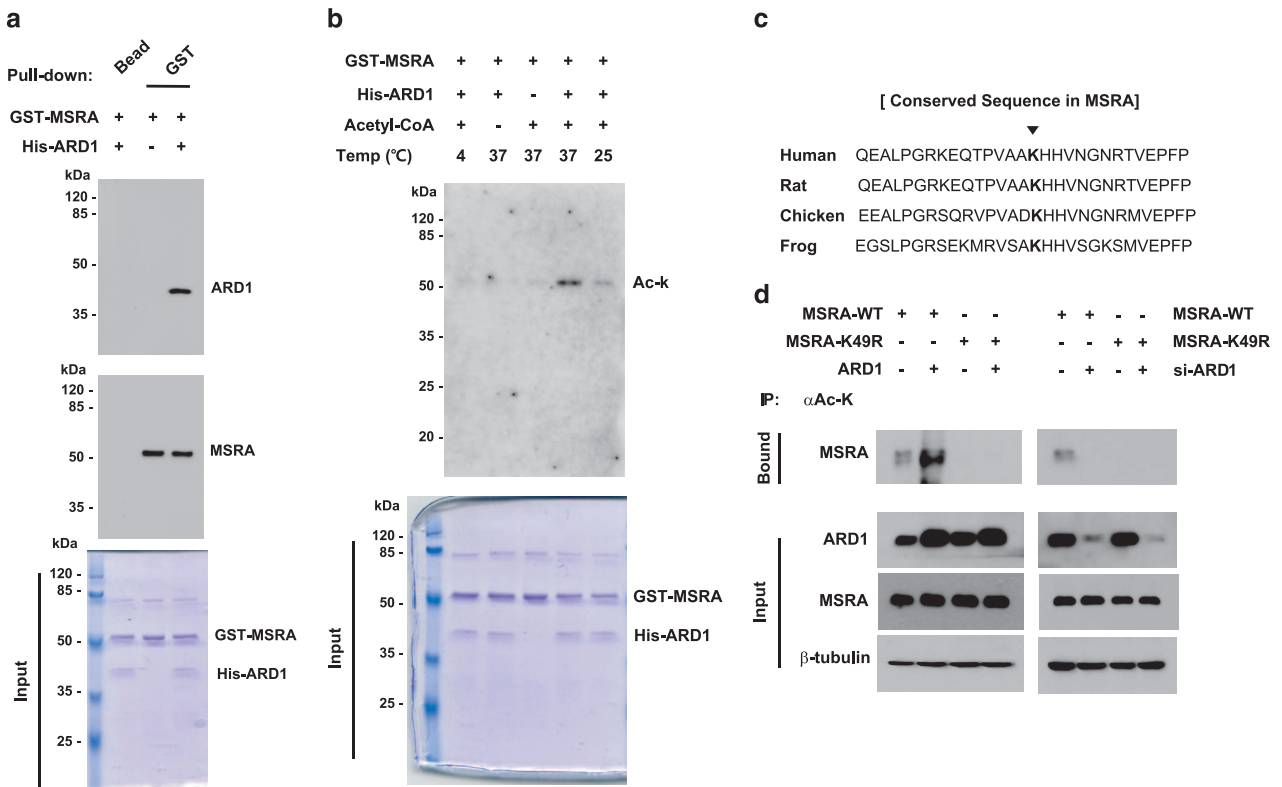 a
Pull-down: Bead GST
GST-MSRA + + +
His-ARD1 + - +
kDa
120 -
85 -
50 -
35 -
ARD1
120 -
85 -
50 -
35 -
MSRA
kDa
120 -
85 -
50 -
35 -
25 -
GST-MSRA
His-ARD1
Input
b
GST-MSRA + + + + +
His-ARD1 + + - + +
Acetyl-CoA + - + + +
Temp (℃) 4 37 37 37 25
kDa
120 -
85 -
50 -
35 -
25 -
20 -
Ac-k
kDa
120 -
85 -
50 -
35 -
25 -
GST-MSRA
His-ARD1
Input
c
[ Conserved Sequence in MSRA]
Human QEALPGRKEQTPVAAKHHVNGNRTVEPFP
Rat QEALPGRKEQTPVAAKHHVNGNRTVEPFP
Chicken EEALPGRSQRVPVADKHHVNGNRMVEPFP
Frog EGSLPGRSEKMRVSAKHHVSGKSMVEPFP
d
MSRA-WT + + - - + + - - MSRA-WT
MSRA-K49R - - + + - - + + MSRA-K49R
ARD1 - + - + - + - + si-ARD1
IP: αAc-K
Bound
MSRA
Input
ARD1
MSRA
β-tubulin